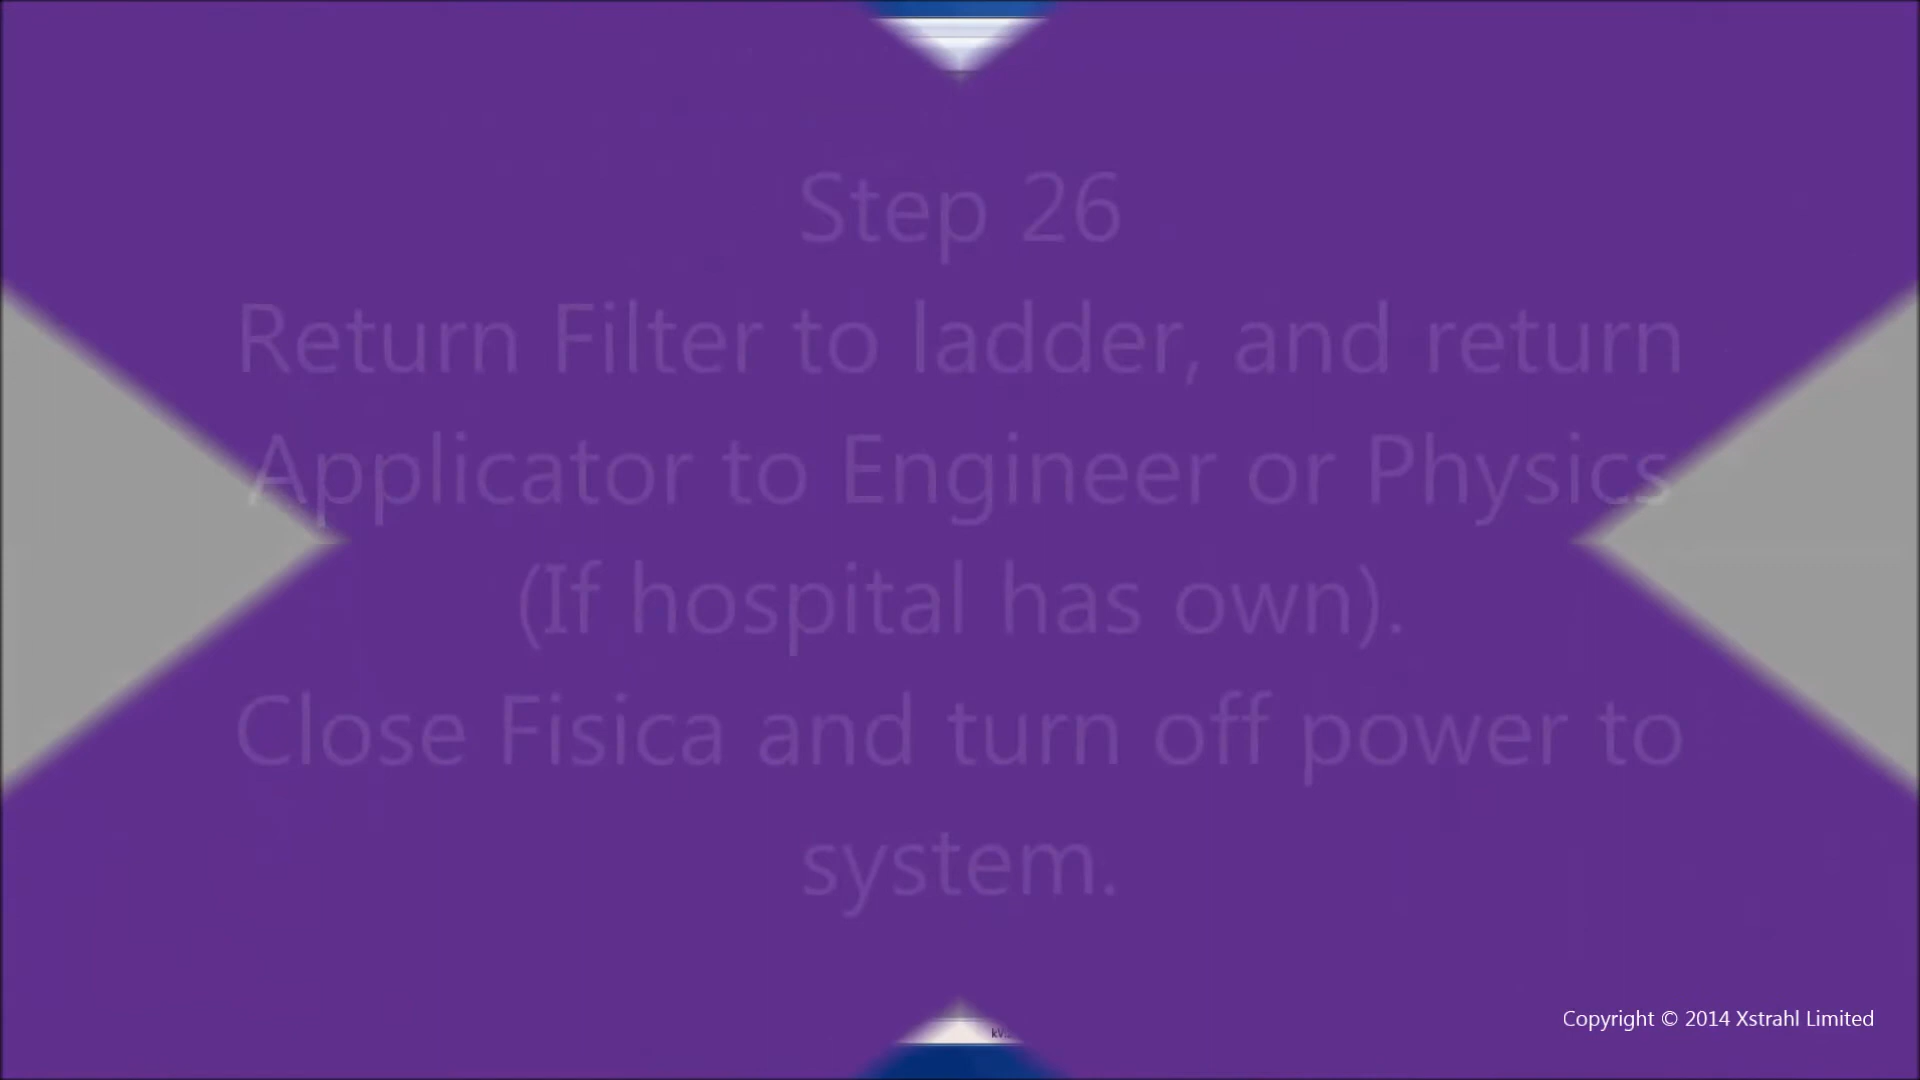 Step 26
Return Filter to ladder, and return
Applicator to Engineer or Physics
(If hospital has own).
Close Fisica and turn off power to
system.
Copyright © 2014 Xstrahl Limited